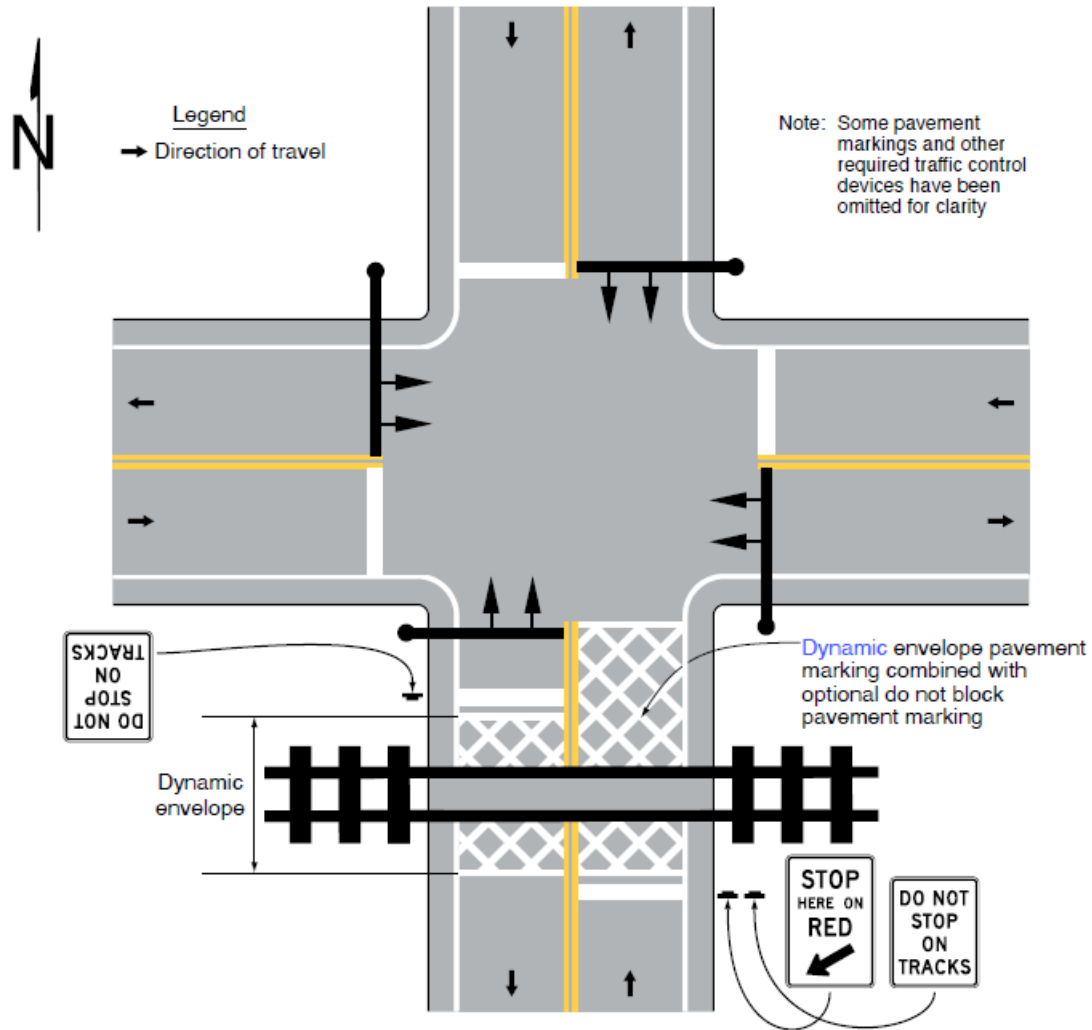 N
Legend
Direction of travel
Note: Some pavement
markings and other
required traffic control
devices have been
omitted for clarity
DO NOT
STOP
ON
TRACKS
Dynamic envelope pavement
marking combined with
optional do not block
pavement marking
Dynamic
envelope
STOP
HERE ON
RED
DO NOT
STOP
ON
TRACKS